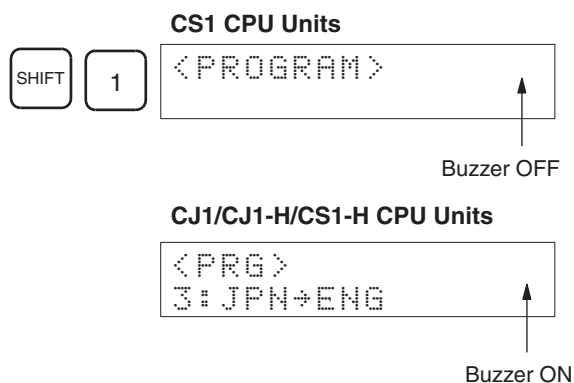 CS1 CPU Units
SHIFT 1 <PROGRAM>
Buzzer OFF
CJ1/CJ1-H/CS1-H CPU Units
<PRG>
3:JPN→ENG
Buzzer ON